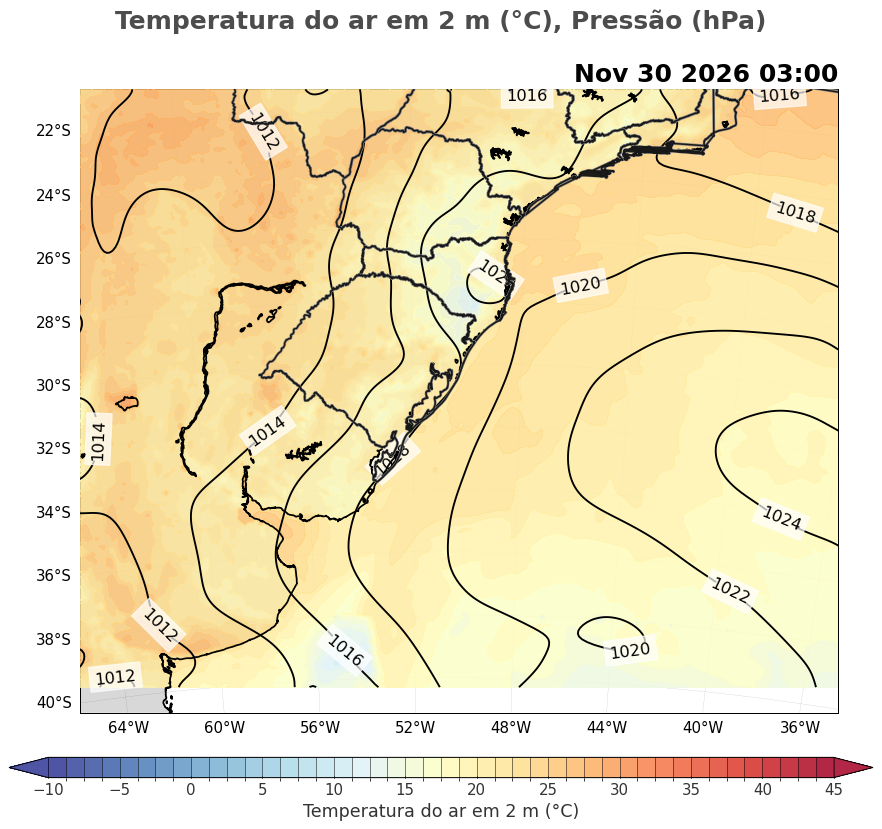 Temperatura do ar em 2 m (°C), Pressão (hPa)
Nov 30 2026 03:00
1016
1016
1012
22°S
24°S
1018
26°S
1020
28°S
30°S
1014
1014
32°S
34°S
1024
36°S
1022
1012
38°S
1016
1020
1012
40°S
64°W 60°W 56°W 52°W 48°W 44°W 40°W 36°W
−10 −5 0 5 10 15 20 25 30 35 40 45
Temperatura do ar em 2 m (°C)